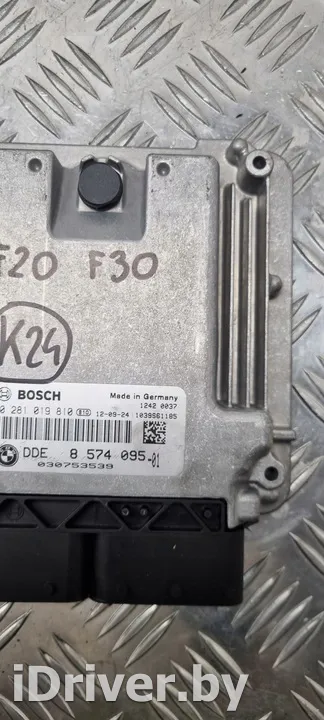 F20 F30
K24
BOSCH Made in Germany
1242 0037
0 281 019 810 12-09-24 1039S61185
DDE 8 574 095-01
030753539
iDriver.by